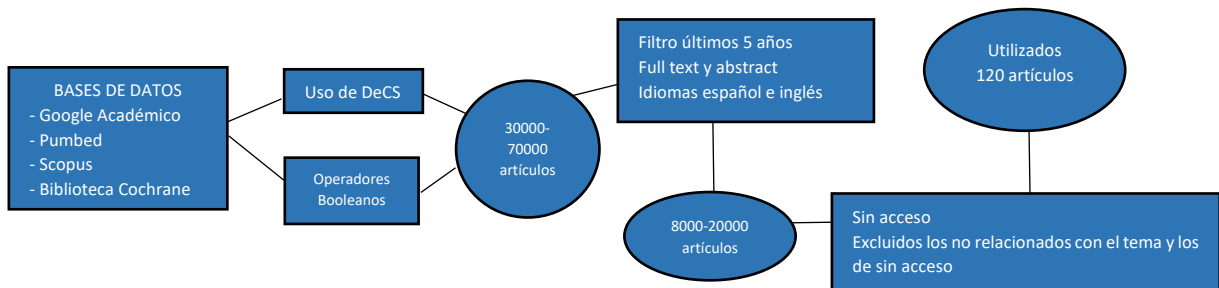 BASES DE DATOS
- Google Académico
- Pumbed
- Scopus
- Biblioteca Cochrane
Uso de DeCS
Operadores
Booleanos
30000-
70000
artículos
Filtro últimos 5 años
Full text y abstract
Idiomas español e inglés
8000-20000
artículos
Sin acceso
Excluidos los no relacionados con el tema y los
de sin acceso
Utilizados
120 artículos